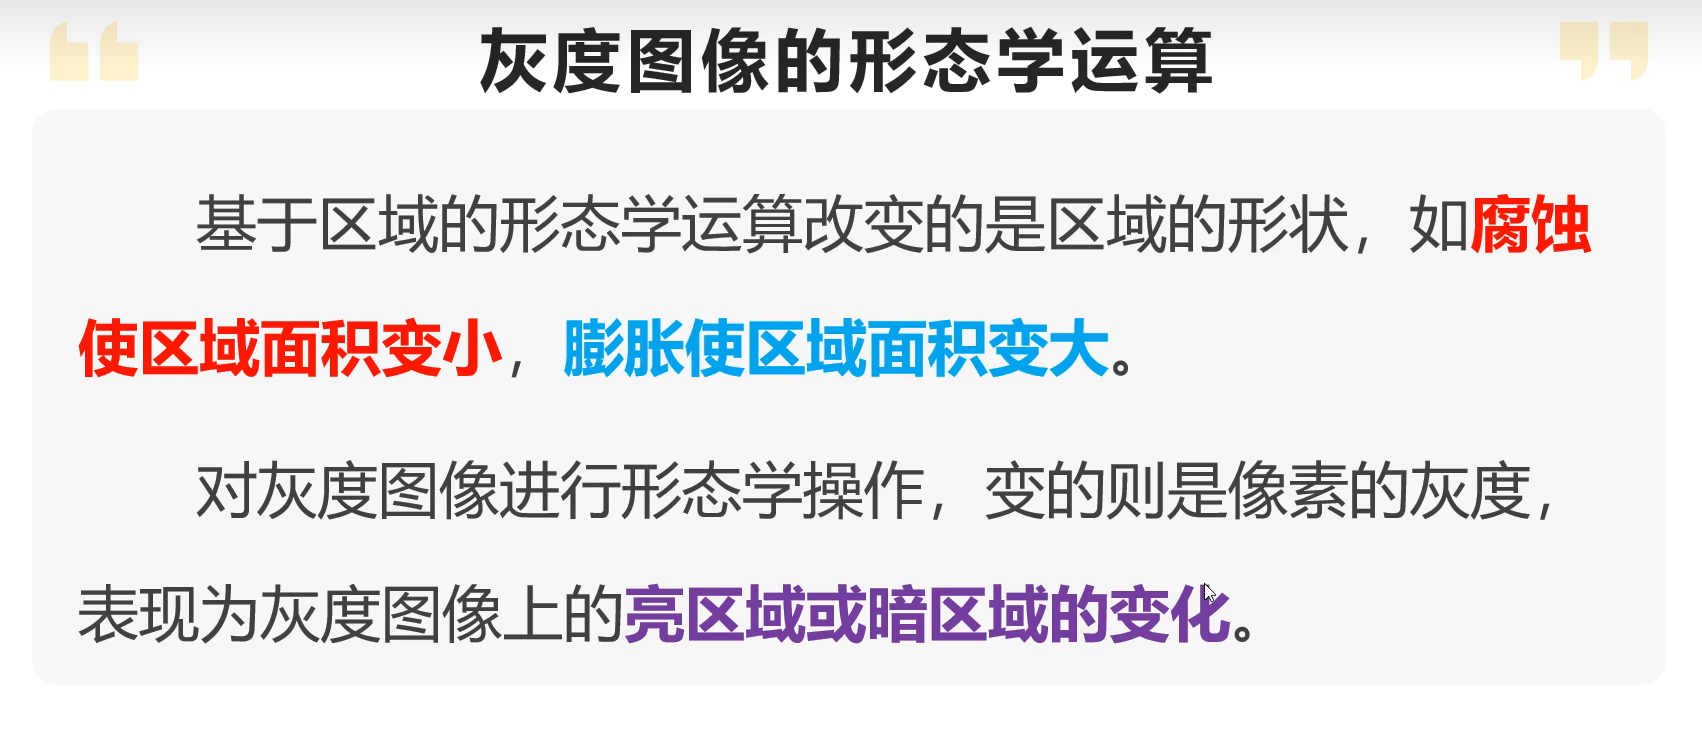 灰度图像的形态学运算
基于区域的形态学运算改变的是区域的形状，如腐蚀
使区域面积变小，膨胀使区域面积变大。
对灰度图像进行形态学操作，变的则是像素的灰度，
表现为灰度图像上的亮区域或暗区域的变化。